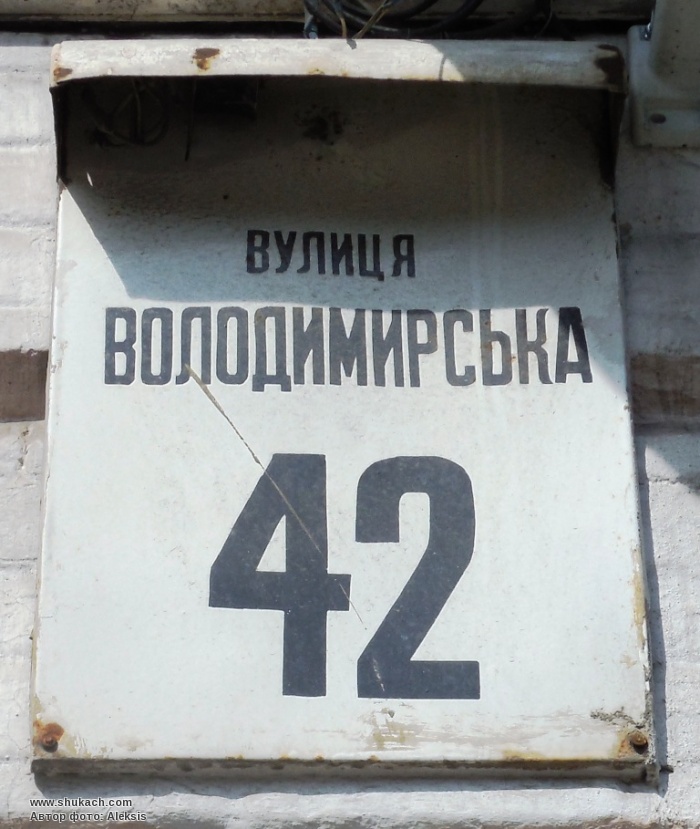 ВУЛИЦЯ
ВОЛОДИМИРСЬКА
42
www.shukach.com
Автор фото: Aleksis